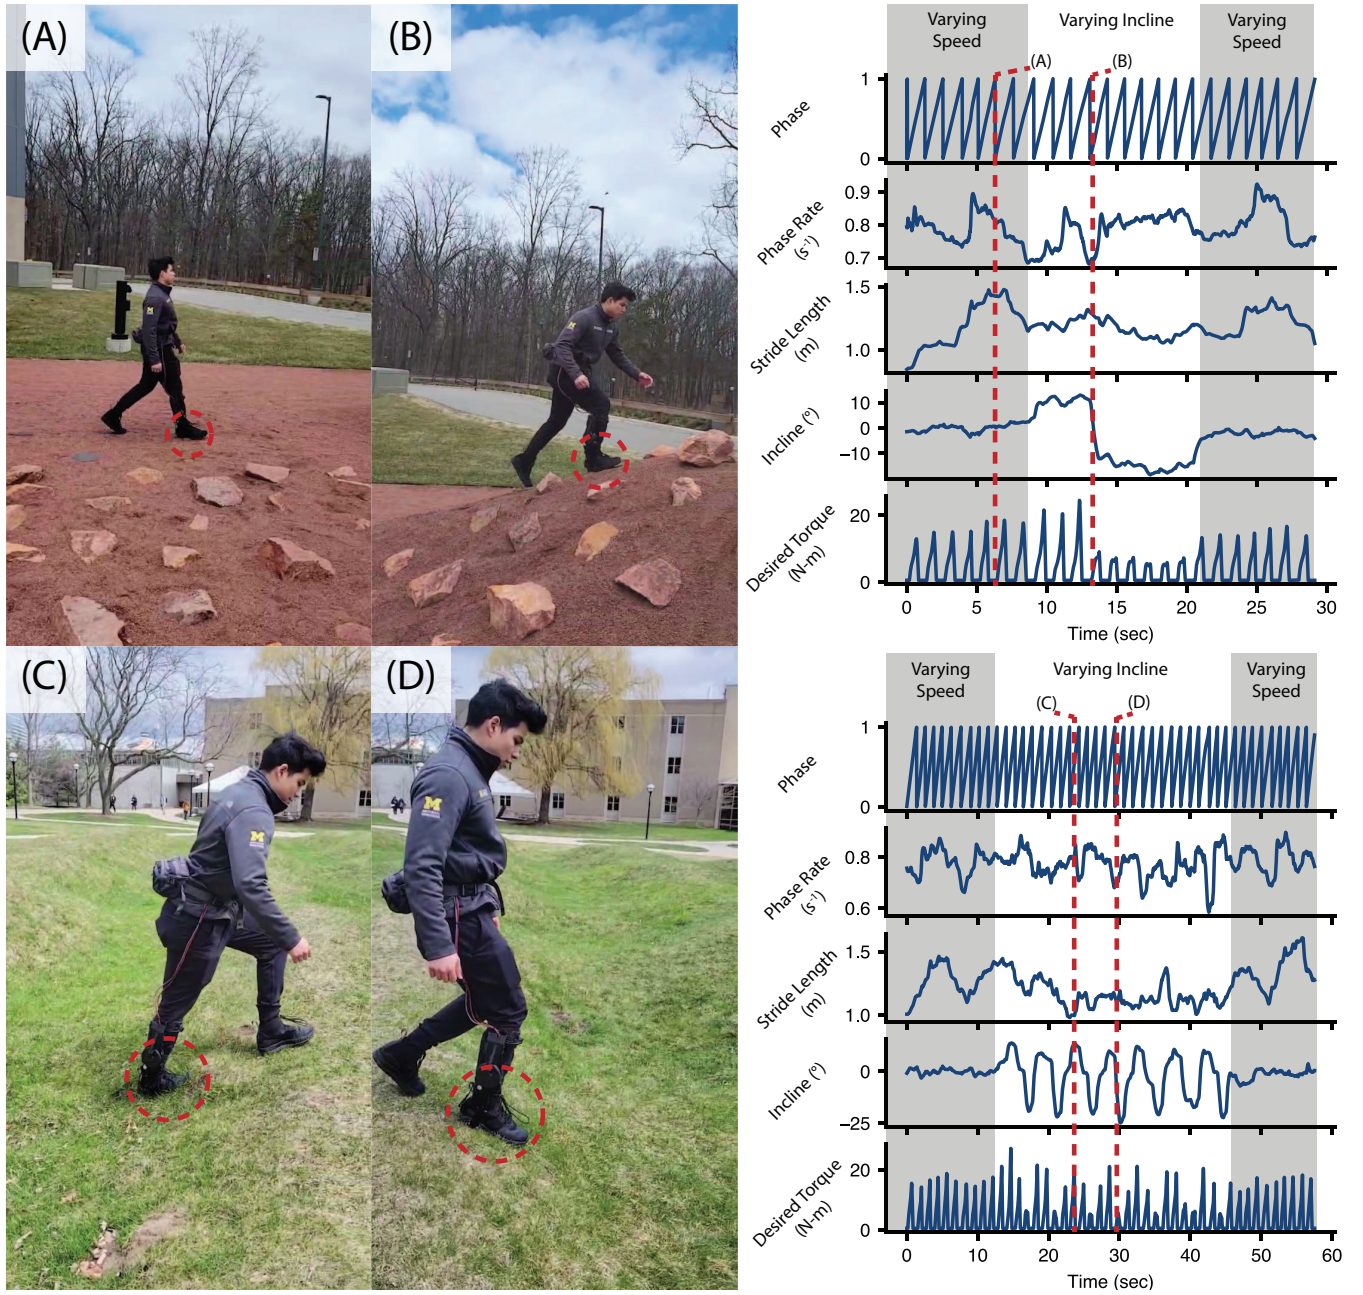 (A)
(B)
Varying
Speed
Varying Incline
Varying
Speed
(A)
(B)
Phase
1
0
Phase Rate
(s⁻¹)
0.9
0.8
0.7
Stride Length
(m)
1.5
1.0
Incline (°)
10
0
−10
Desired Torque
(N-m)
20
0
0 5 10 15 20 25 30
Time (sec)
(C)
(D)
M
M
Varying
Speed
Varying Incline
Varying
Speed
(C)
(D)
Phase
1
0
Phase Rate
(s⁻¹)
0.8
0.6
Stride Length
(m)
1.5
1.0
Incline (°)
0
−25
Desired Torque
(N-m)
20
0
0 10 20 30 40 50 60
Time (sec)